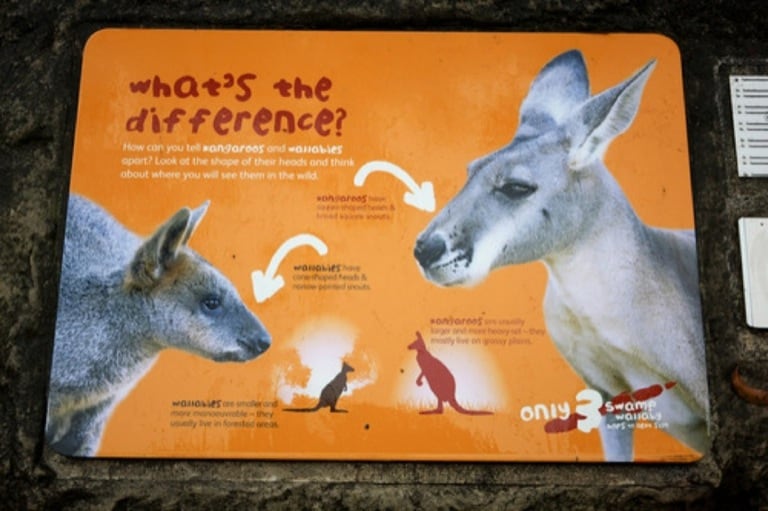 what's the
difference?
How can you tell kangaroos and wallabies
apart? Look at the shape of their heads and think
about where you will see them in the wild.
kangaroos have
shaped heads &
broad square snouts.
wallabies have
cone-shaped heads &
narrow pointed snouts.
kangaroos are usually
larger and more heavy-set – they
mostly live on grassy plains.
wallabies are smaller and
more manoeuvrable – they
usually live in forested areas.
only 3 swamp
wallaby